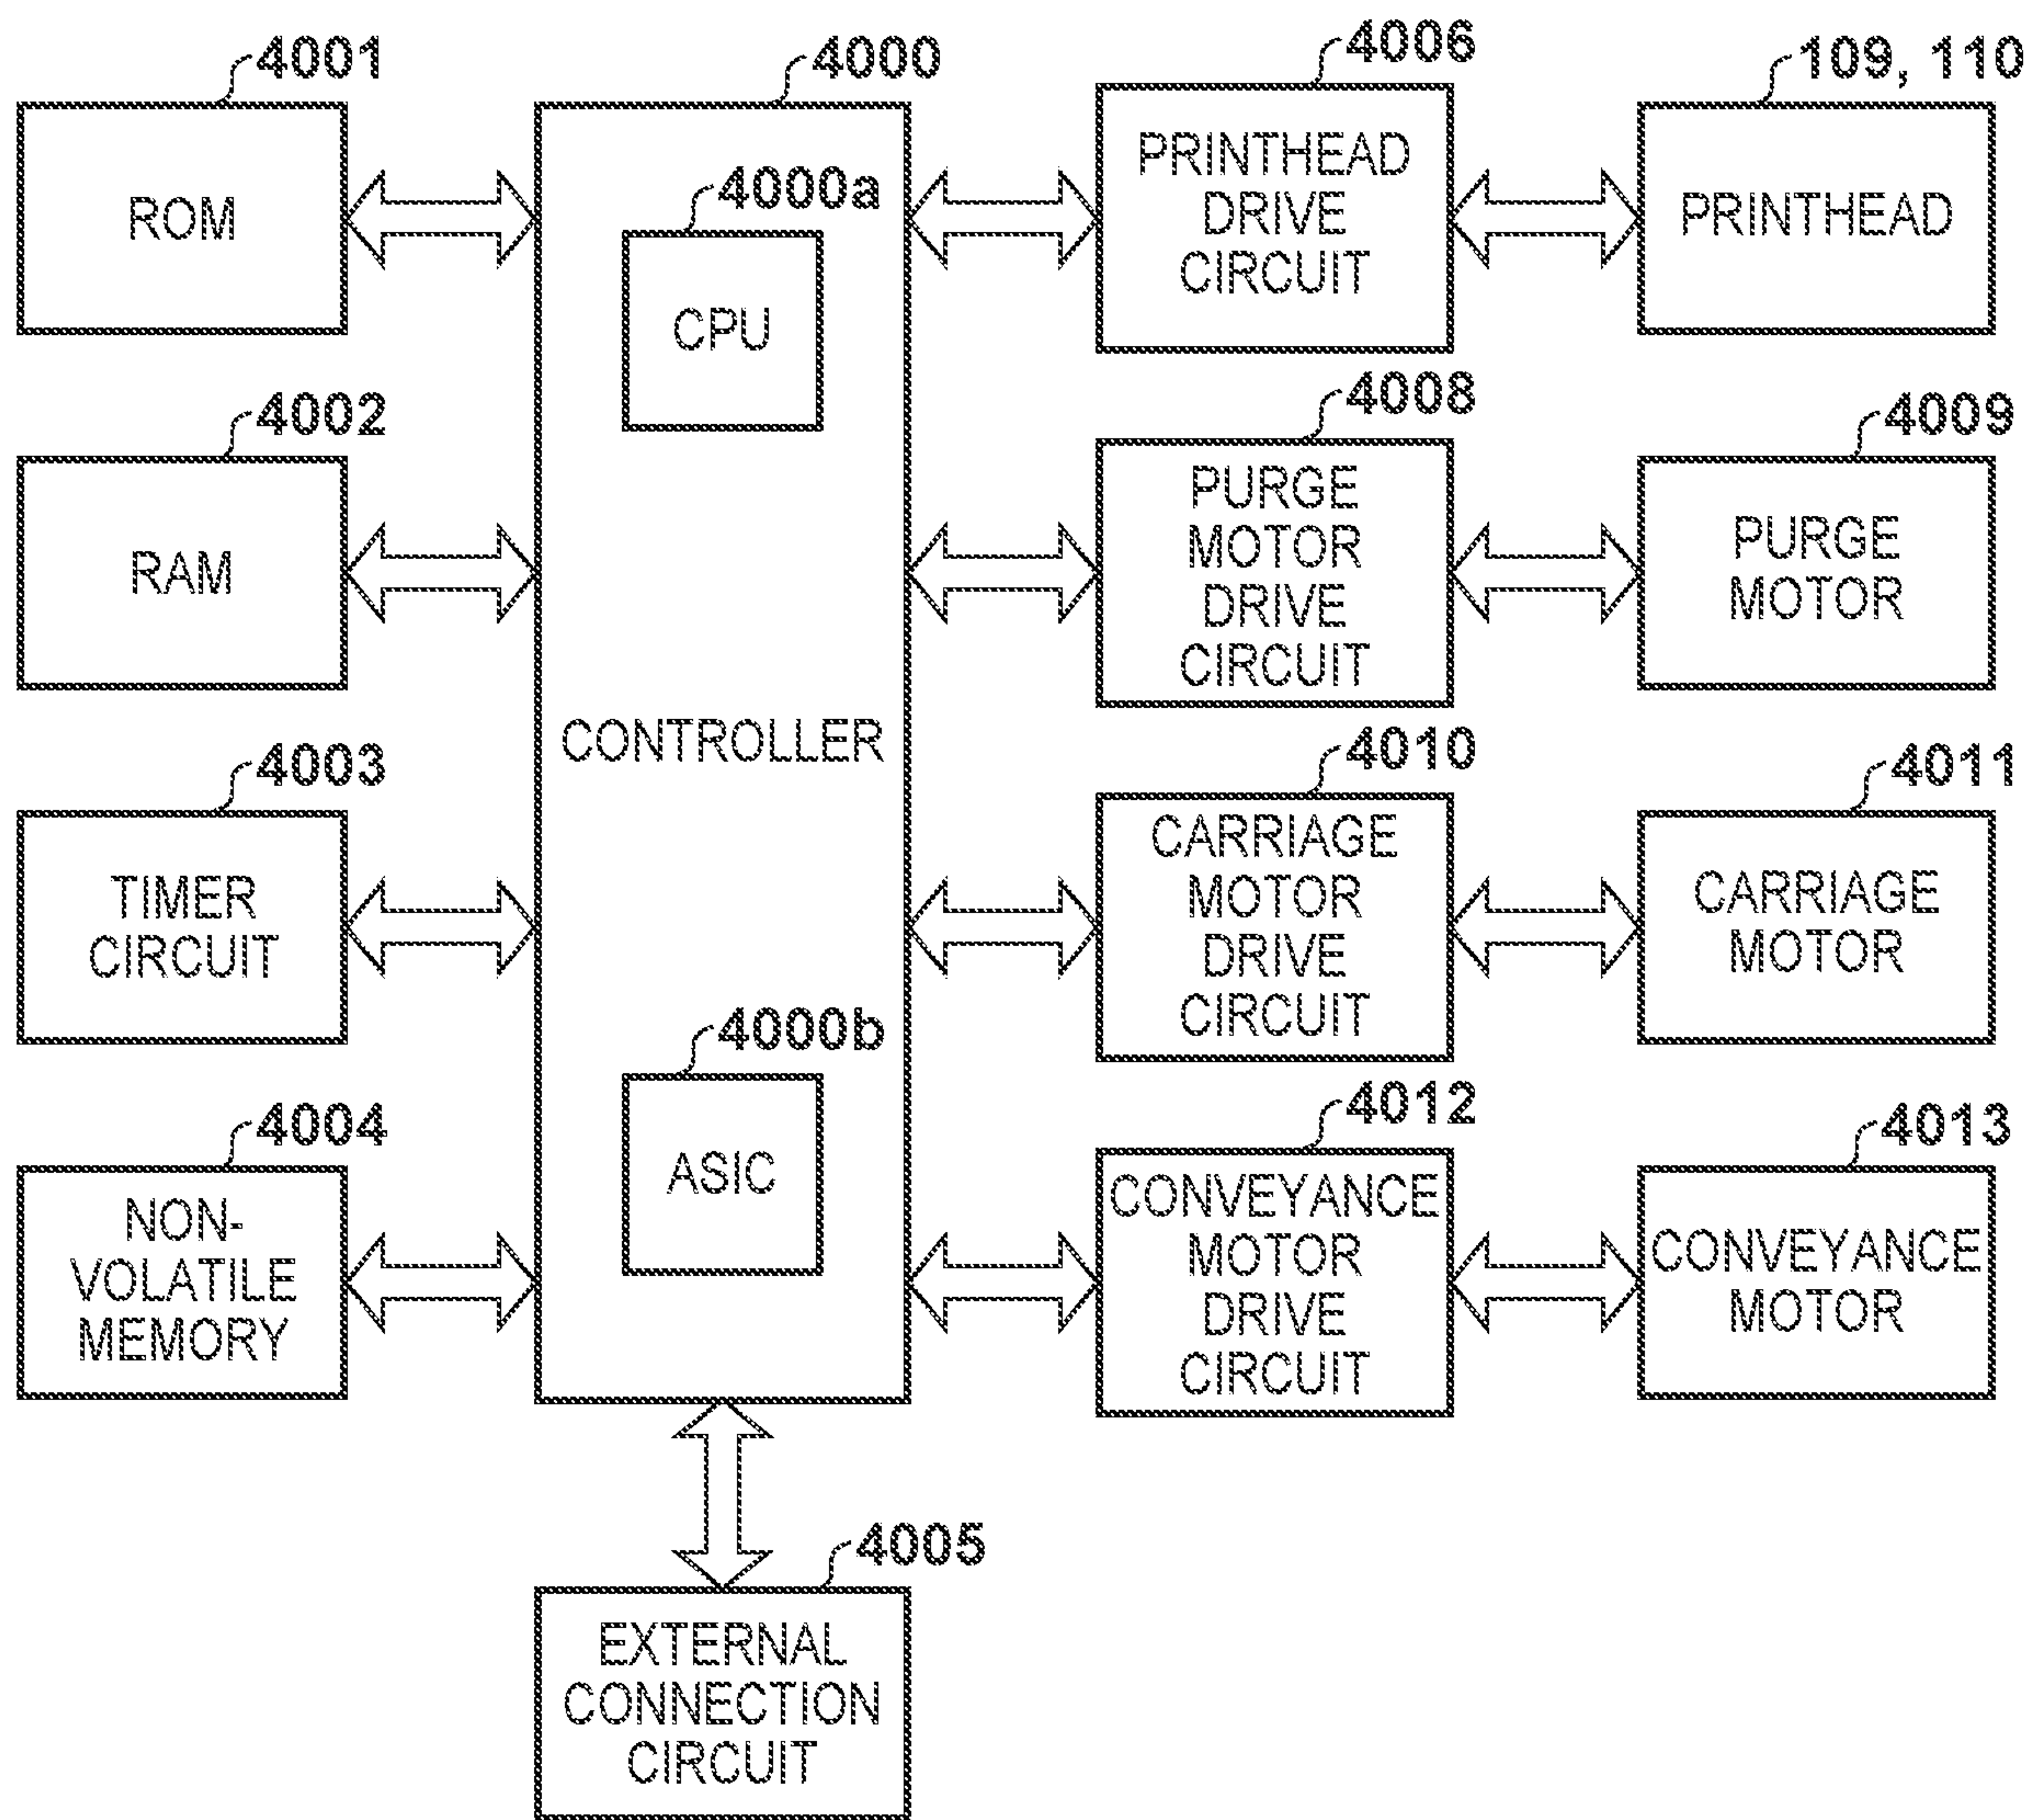 4001
ROM
4002
RAM
4003
TIMER
CIRCUIT
4004
NON-
VOLATILE
MEMORY
4000
4000a
CPU
CONTROLLER
4000b
ASIC
4005
EXTERNAL
CONNECTION
CIRCUIT
4006
PRINTHEAD
DRIVE
CIRCUIT
109, 110
PRINTHEAD
4008
PURGE
MOTOR
DRIVE
CIRCUIT
4009
PURGE
MOTOR
4010
CARRIAGE
MOTOR
DRIVE
CIRCUIT
4011
CARRIAGE
MOTOR
4012
CONVEYANCE
MOTOR
DRIVE
CIRCUIT
4013
CONVEYANCE
MOTOR